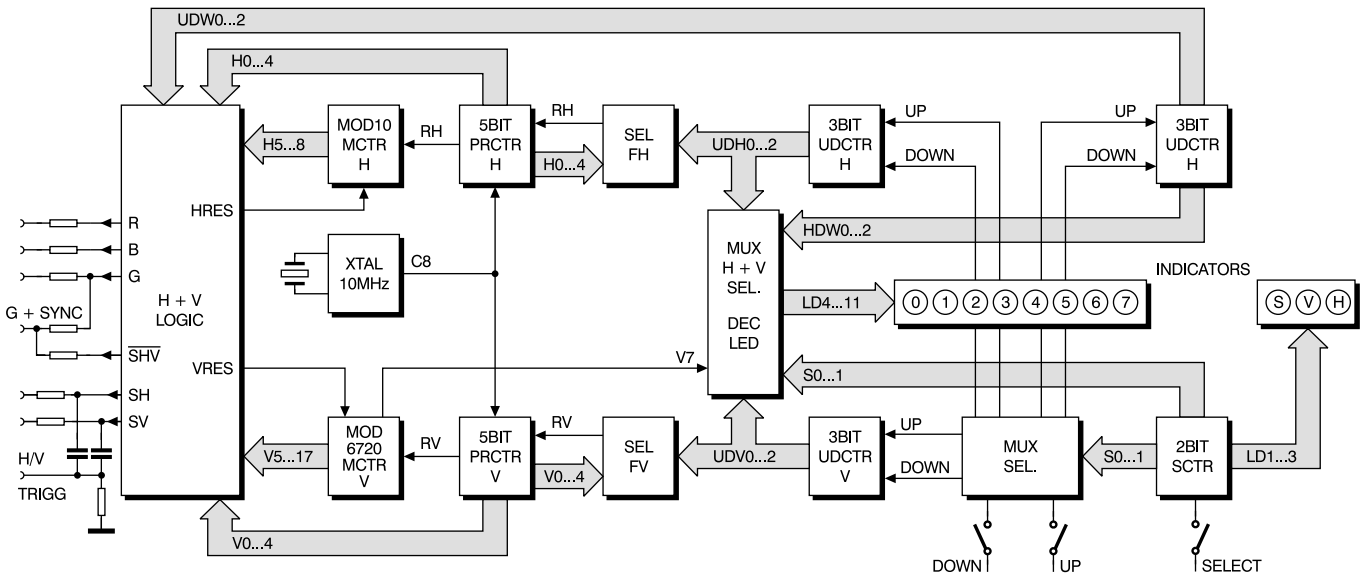 UDW0...2
H0...4
H + V
LOGIC
HRES
VRES
R
B
G
G + SYNC
SHV
SH
SV
H/V
TRIGG
H5...8
MOD10
MCTR
H
RH
5BIT
PRCTR
H
RH
H0...4
SEL
FH
UDH0...2
3BIT
UDCTR
H
UP
DOWN
UP
DOWN
3BIT
UDCTR
H
XTAL
10MHz
C8
MUX
H + V
SEL.
DEC
LED
HDW0...2
LD4...11
0 1 2 3 4 5 6 7
INDICATORS
S V H
V7
S0...1
V5...17
MOD
6720
MCTR
V
RV
5BIT
PRCTR
V
RV
V0...4
SEL
FV
UDV0...2
3BIT
UDCTR
V
UP
DOWN
MUX
SEL.
S0...1
2BIT
SCTR
LD1...3
V0...4
DOWN
UP
SELECT